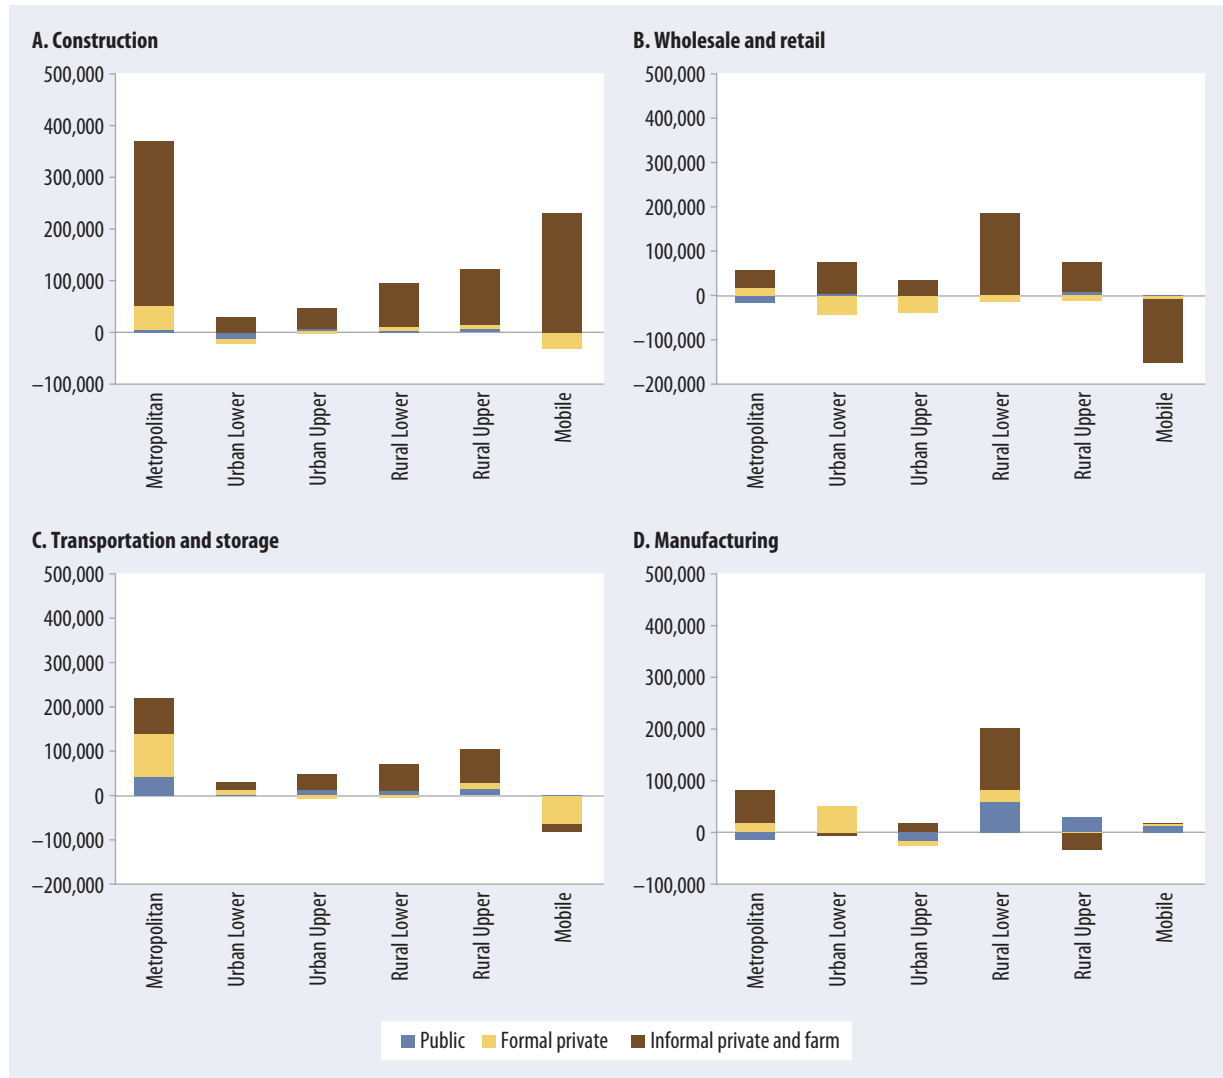 A. Construction
500,000
400,000
300,000
200,000
100,000
0
–100,000
Metropolitan
Urban Lower
Urban Upper
Rural Lower
Rural Upper
Mobile
B. Wholesale and retail
500,000
400,000
300,000
200,000
100,000
0
–100,000
–200,000
Metropolitan
Urban Lower
Urban Upper
Rural Lower
Rural Upper
Mobile
C. Transportation and storage
500,000
400,000
300,000
200,000
100,000
0
–100,000
–200,000
Metropolitan
Urban Lower
Urban Upper
Rural Lower
Rural Upper
Mobile
D. Manufacturing
500,000
400,000
300,000
200,000
100,000
0
–100,000
Metropolitan
Urban Lower
Urban Upper
Rural Lower
Rural Upper
Mobile
Public Formal private Informal private and farm